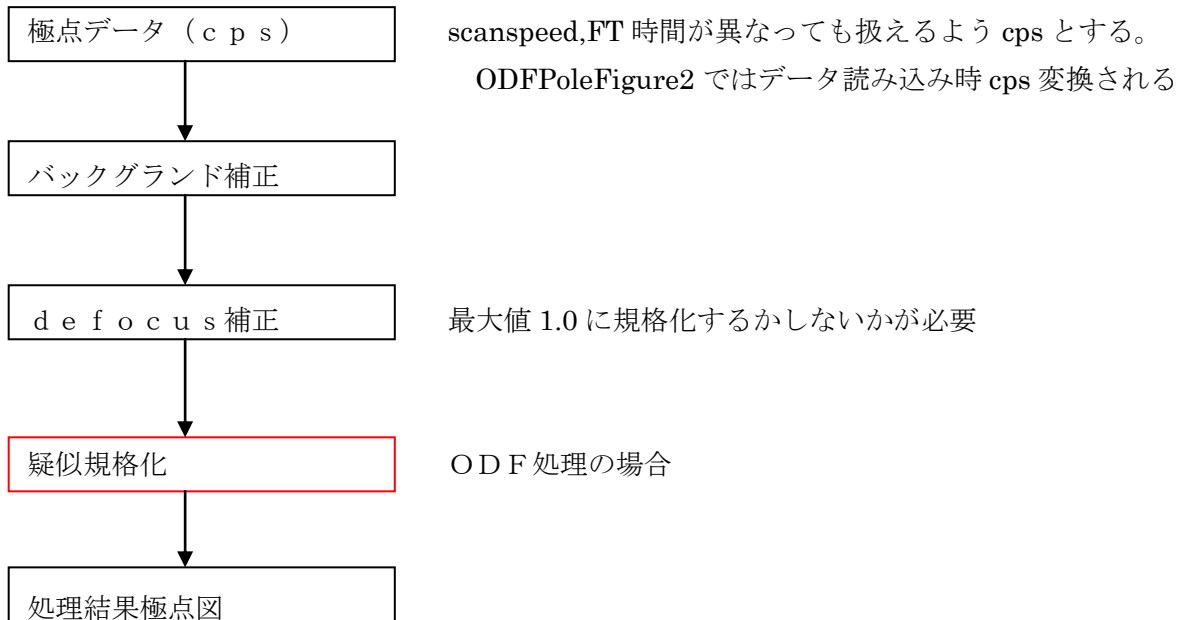 極点データ(cps) scanspeed,FT 時間が異なっても扱えるよう cps とする。
ODFPoleFigure2 ではデータ読み込み時 cps 変換される
バックグランド補正
defocus補正 最大値 1.0 に規格化するかしないかが必要
疑似規格化 ODF処理の場合
処理結果極点図